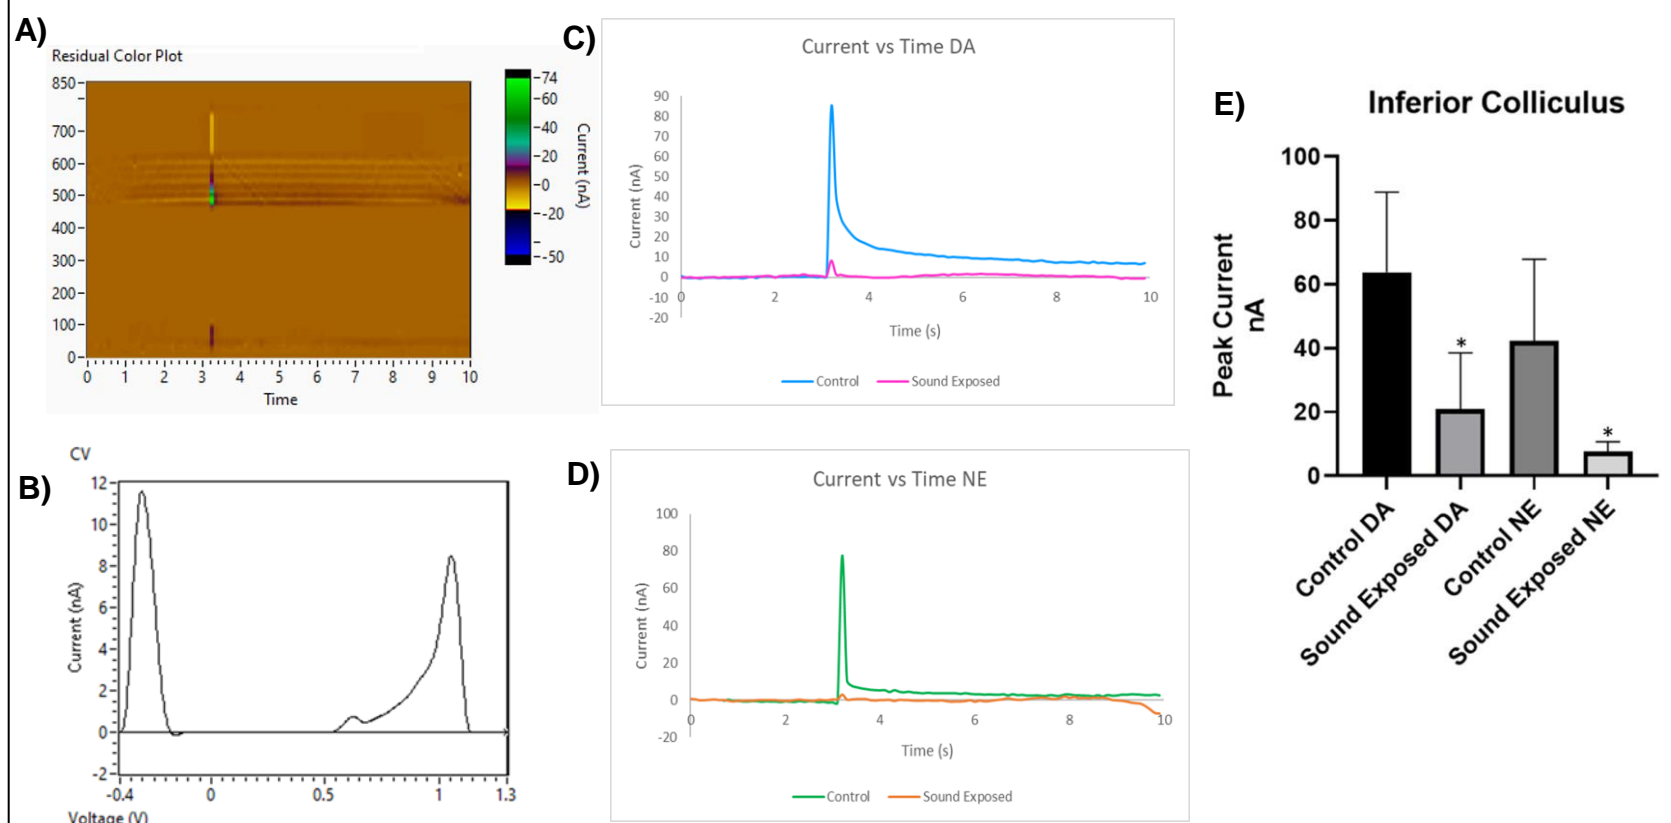 A)
Residual Color Plot
850
700
600
500
400
300
200
100
0
0 1 2 3 4 5 6 7 8 9 10
Time
74
60
40
20
0
-20
-50
Current (nA)
B)
CV
12
10
8
6
4
2
0
-2
Current (nA)
-0.4 0 0.5 1 1.3
Voltage (V)
C)
Current vs Time DA
90
80
70
60
50
40
30
20
10
0
-10
-20
Current (nA)
0 2 4 6 8 10
Time (s)
Control Sound Exposed
D)
Current vs Time NE
100
80
60
40
20
0
-20
Current (nA)
0 2 4 6 8 10
Time (s)
Control Sound Exposed
E)
Inferior Colliculus
100
80
60
40
20
0
Peak Current
nA
*
*
Control DA
Sound Exposed DA
Control NE
Sound Exposed NE